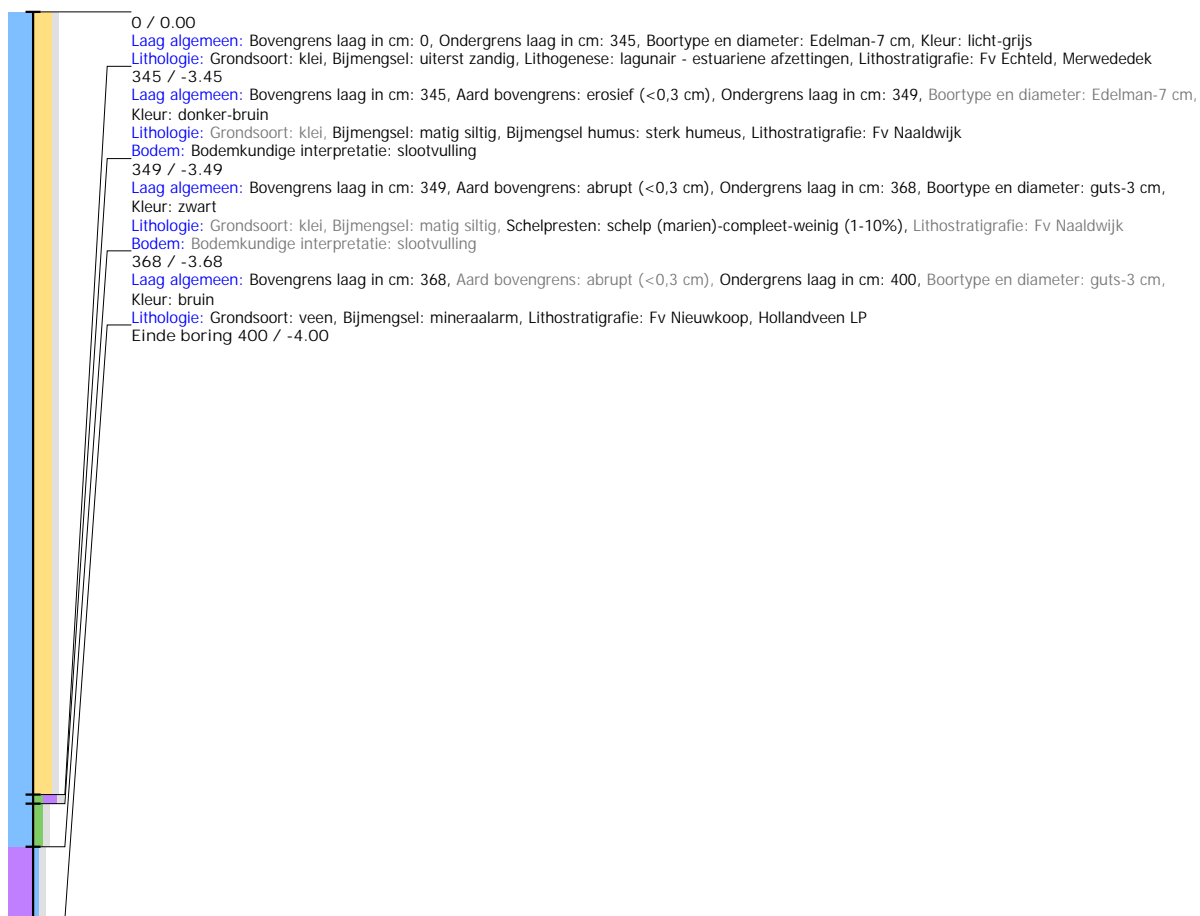 0 / 0.00
Laag algemeen: Bovengrens laag in cm: 0, Ondergrens laag in cm: 345, Boortype en diameter: Edelman-7 cm, Kleur: licht-grijs
Lithologie: Grondsoort: klei, Bijmengsel: uiterst zandig, Lithogenese: lagunair - estuariene afzettingen, Lithostratigrafie: Fv Echteld, Merwededek
345 / -3.45
Laag algemeen: Bovengrens laag in cm: 345, Aard bovengrens: erosief (<0,3 cm), Ondergrens laag in cm: 349, Boortype en diameter: Edelman-7 cm,
Kleur: donker-bruin
Lithologie: Grondsoort: klei, Bijmengsel: matig siltig, Bijmengsel humus: sterk humeus, Lithostratigrafie: Fv Naaldwijk
Bodem: Bodemkundige interpretatie: slootvulling
349 / -3.49
Laag algemeen: Bovengrens laag in cm: 349, Aard bovengrens: abrupt (<0,3 cm), Ondergrens laag in cm: 368, Boortype en diameter: guts-3 cm,
Kleur: zwart
Lithologie: Grondsoort: klei, Bijmengsel: matig siltig, Schelpresten: schelp (marien)-compleet-weinig (1-10%), Lithostratigrafie: Fv Naaldwijk
Bodem: Bodemkundige interpretatie: slootvulling
368 / -3.68
Laag algemeen: Bovengrens laag in cm: 368, Aard bovengrens: abrupt (<0,3 cm), Ondergrens laag in cm: 400, Boortype en diameter: guts-3 cm,
Kleur: bruin
Lithologie: Grondsoort: veen, Bijmengsel: mineraalarm, Lithostratigrafie: Fv Nieuwkoop, Hollandveen LP
Einde boring 400 / -4.00